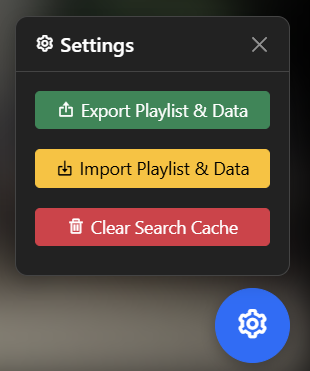 Settings
Export Playlist & Data
Import Playlist & Data
Clear Search Cache